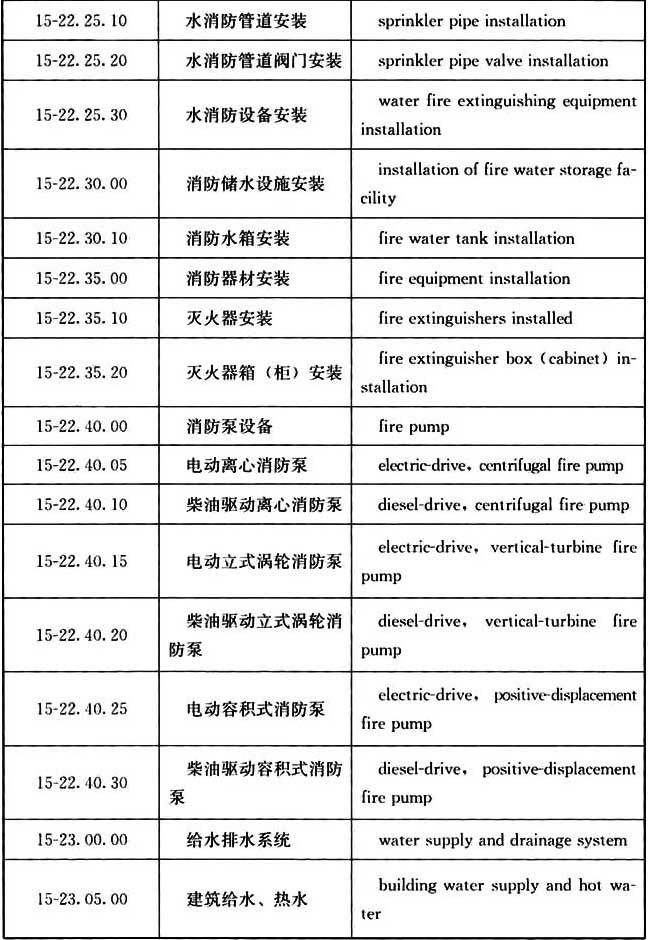 15-22.25.10 水消防管道安装 sprinkler pipe installation
15-22.25.20 水消防管道阀门安装 sprinkler pipe valve installation
15-22.25.30 水消防设备安装 water fire extinguishing equipment
installation
15-22.30.00 消防储水设施安装 installation of fire water storage fa-
cility
15-22.30.10 消防水箱安装 fire water tank installation
15-22.35.00 消防器材安装 fire equipment installation
15-22.35.10 灭火器安装 fire extinguishers installed
15-22.35.20 灭火器箱（柜）安装 fire extinguisher box（cabinet）in-
stallation
15-22.40.00 消防泵设备 fire pump
15-22.40.05 电动离心消防泵 electric-drive, centrifugal fire pump
15-22.40.10 柴油驱动离心消防泵 diesel-drive, centrifugal fire pump
15-22.40.15 电动立式涡轮消防泵 electric-drive, vertical-turbine fire
pump
15-22.40.20 柴油驱动立式涡轮消 diesel-drive, vertical-turbine fire
防泵 pump
15-22.40.25 电动容积式消防泵 electric-drive, positive-displacement
fire pump
15-22.40.30 柴油驱动容积式消防 diesel-drive, positive-displacement
泵 fire pump
15-23.00.00 给水排水系统 water supply and drainage system
15-23.05.00 建筑给水、热水 building water supply and hot wa-
ter